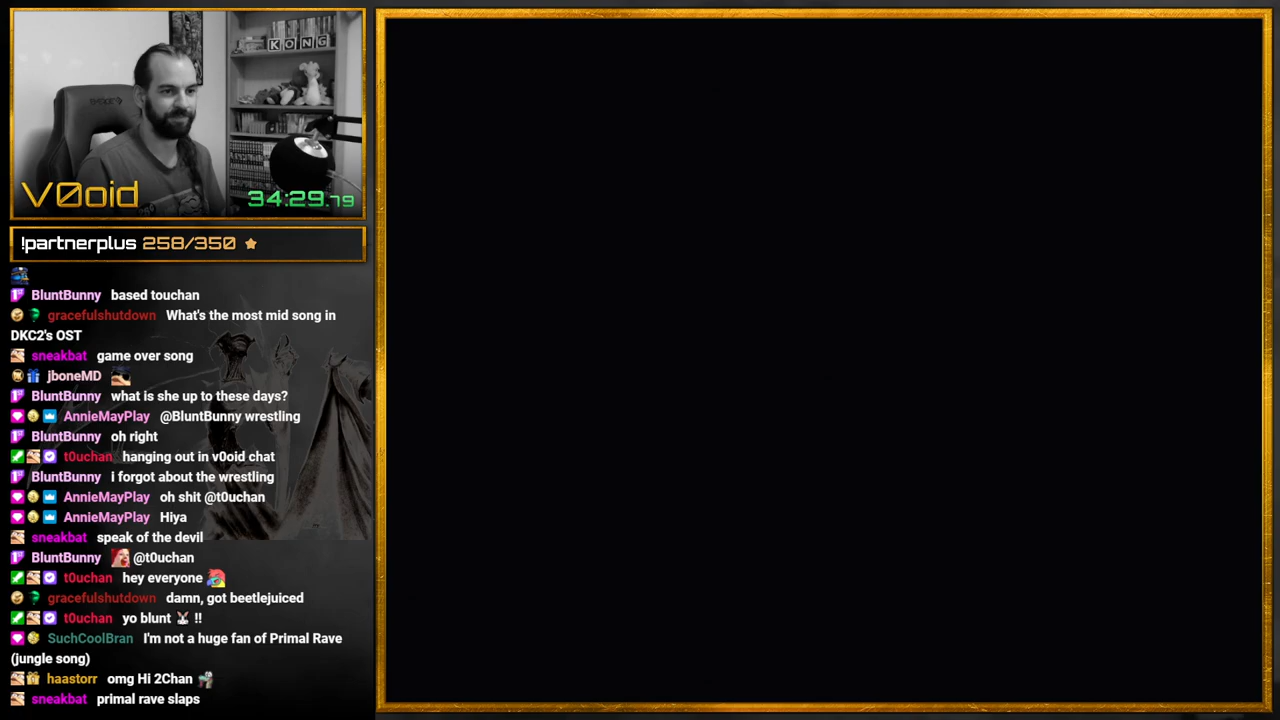 KONG
V0oid
34:29.79
!partnerplus 258/350
BluntBunny based touchan
gracefulshutdown What's the most mid song in
DKC2's OST
sneakbat game over song
jboneMD
BluntBunny what is she up to these days?
AnnieMayPlay @BluntBunny wrestling
BluntBunny oh right
t0uchan hanging out in v0oid chat
BluntBunny i forgot about the wrestling
AnnieMayPlay oh shit @t0uchan
AnnieMayPlay Hiya
sneakbat speak of the devil
BluntBunny @t0uchan
t0uchan hey everyone
gracefulshutdown damn, got beetlejuiced
t0uchan yo blunt !!
SuchCoolBran I'm not a huge fan of Primal Rave
(jungle song)
haastorr omg Hi 2Chan
sneakbat primal rave slaps